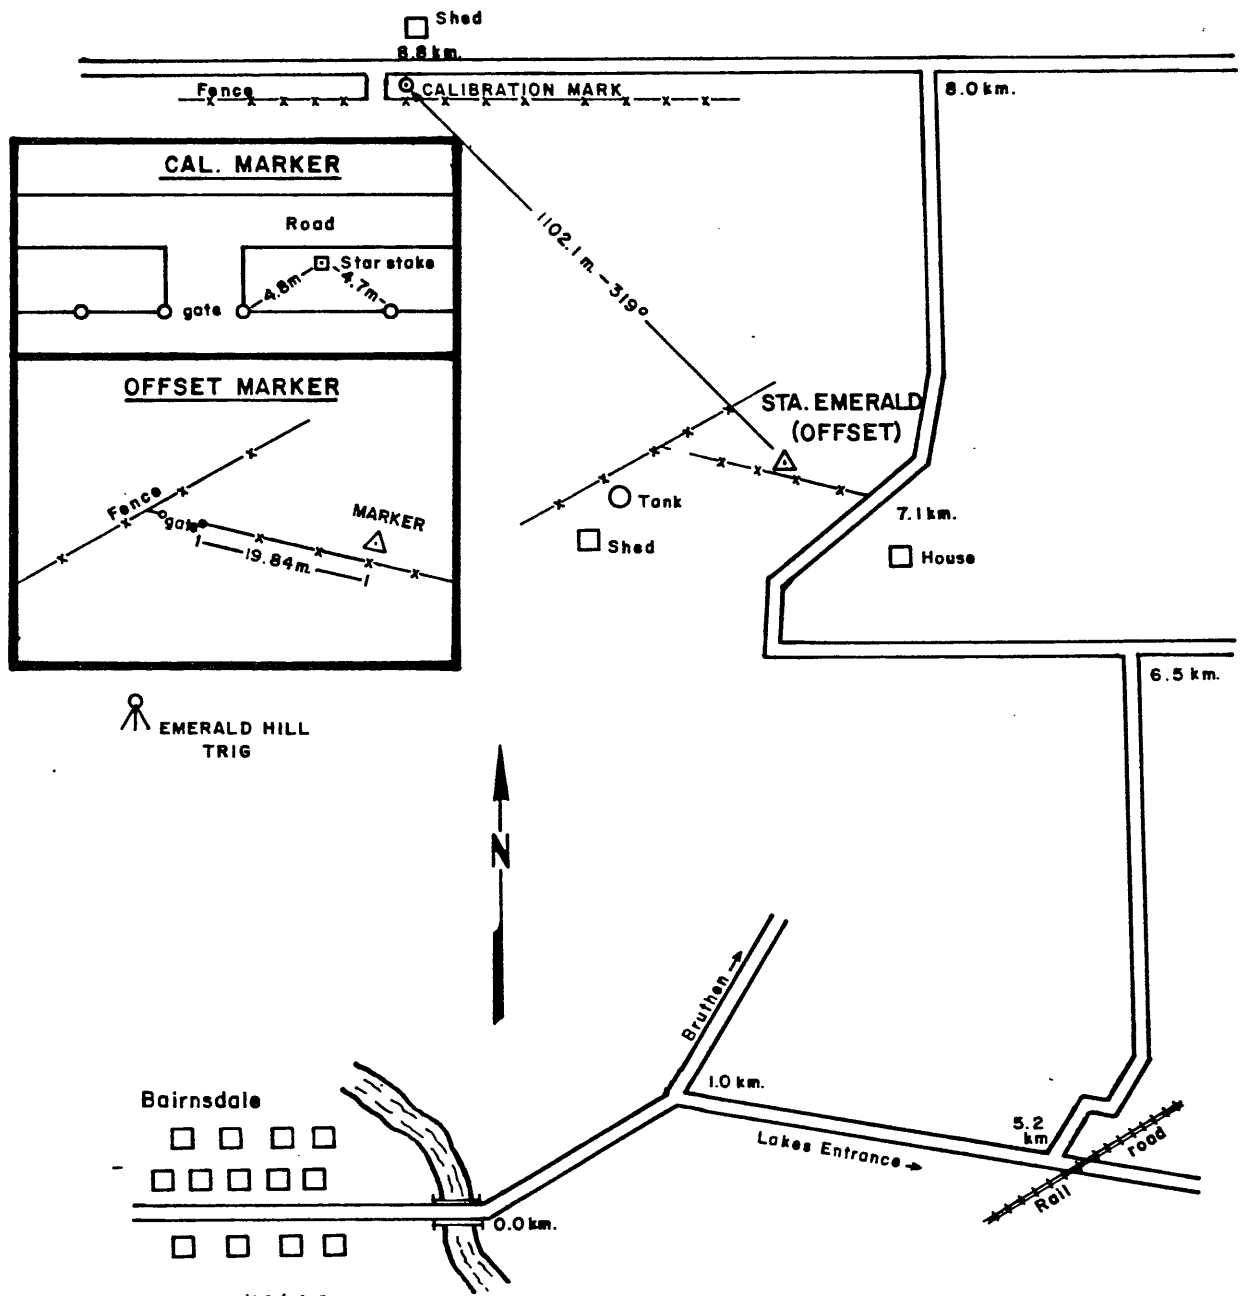 Shed
8.8 km.
Fence
CALIBRATION MARK
8.0 km.
CAL. MARKER
Road
Star stake
4.8m
4.7m
gate
1102.1 m. - 319°
OFFSET MARKER
STA. EMERALD
(OFFSET)
Fence
gate
MARKER
19.84 m.
Tank
Shed
7.1 km.
House
6.5 km.
EMERALD HILL
TRIG
N
Bruthen
1.0 km.
Bairnsdale
Lakes Entrance
5.2
km
Rail road
0.0 km.